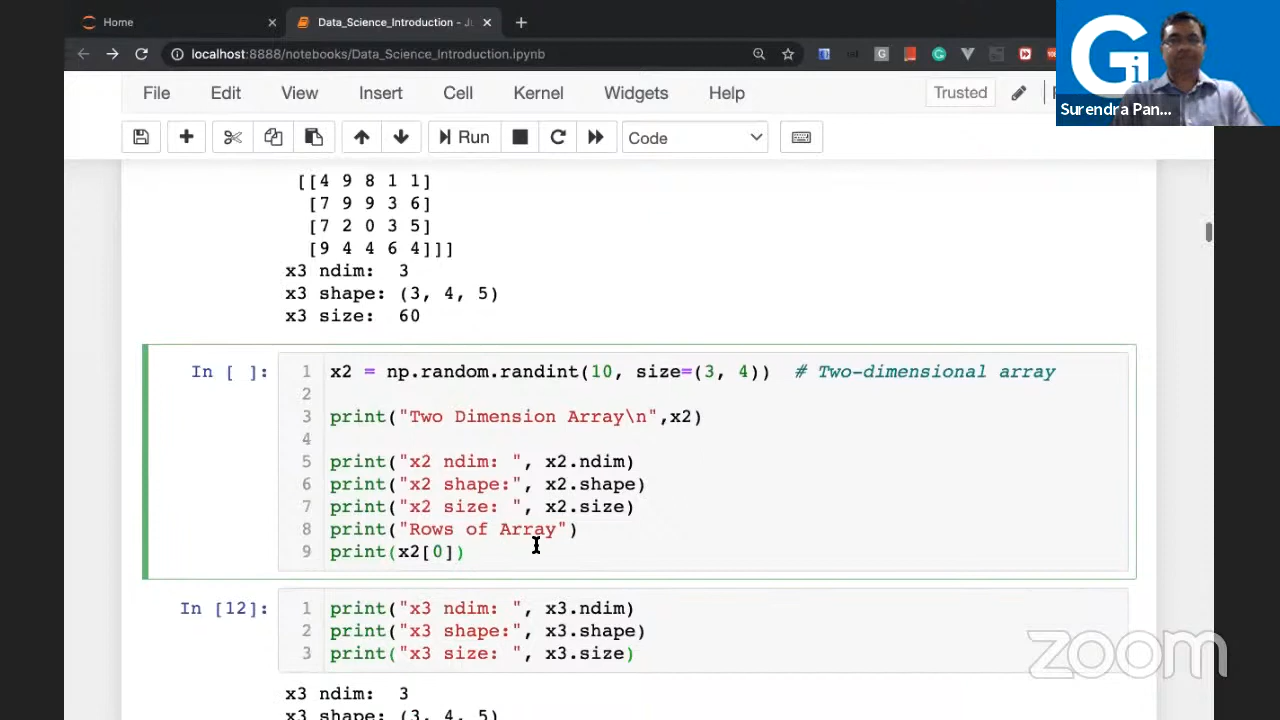 Home
Data_Science_Introduction - Ju
localhost:8888/notebooks/Data_Science_Introduction.ipynb
Gi
Surendra Pan...
File Edit View Insert Cell Kernel Widgets Help
Trusted
Run
Code
[[4 9 8 1 1]
[7 9 9 3 6]
[7 2 0 3 5]
[9 4 4 6 4]]]
x3 ndim: 3
x3 shape: (3, 4, 5)
x3 size: 60
In [ ]:
1 x2 = np.random.randint(10, size=(3, 4)) # Two-dimensional array
2
3 print("Two Dimension Array\n",x2)
4
5 print("x2 ndim: ", x2.ndim)
6 print("x2 shape:", x2.shape)
7 print("x2 size: ", x2.size)
8 print("Rows of Array")
9 print(x2[0])
In [12]:
1 print("x3 ndim: ", x3.ndim)
2 print("x3 shape:", x3.shape)
3 print("x3 size: ", x3.size)
x3 ndim: 3
x3 shape: (3, 4, 5)
zoom